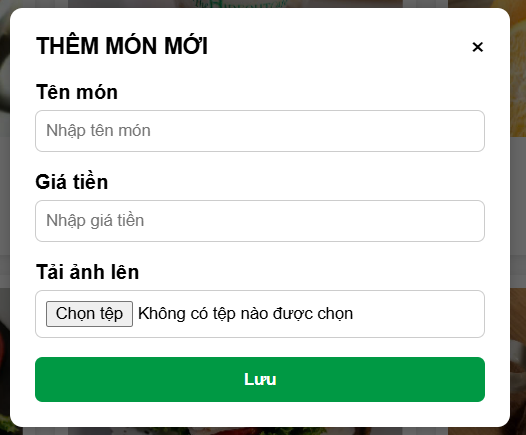 THÊM MÓN MỚI
×
Tên món
Nhập tên món
Giá tiền
Nhập giá tiền
Tải ảnh lên
Chọn tệp Không có tệp nào được chọn
Lưu